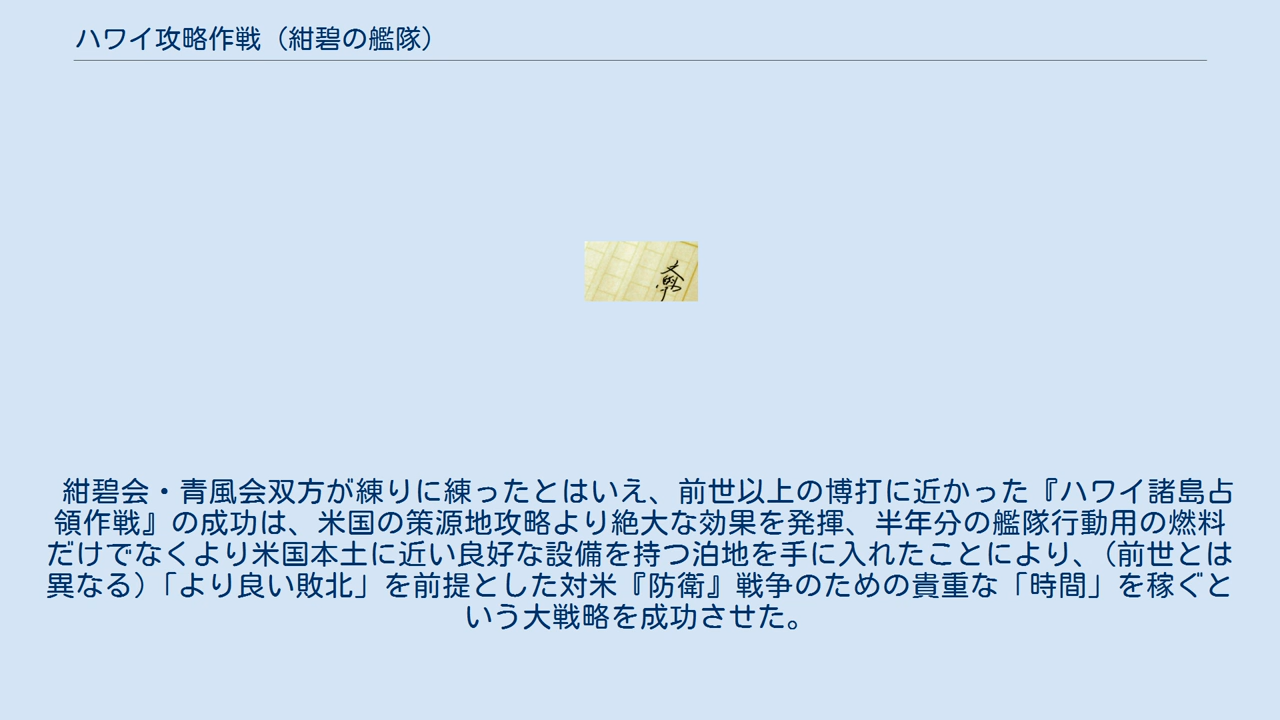 ハワイ攻略作戦（紺碧の艦隊）
紺碧会・青風会双方が練りに練ったとはいえ、前世以上の博打に近かった『ハワイ諸島占
領作戦』の成功は、米国の策源地攻略より絶大な効果を発揮、半年分の艦隊行動用の燃料
だけでなくより米国本土に近い良好な設備を持つ泊地を手に入れたことにより、（前世とは
異なる）「より良い敗北」を前提とした対米『防衛』戦争のための貴重な「時間」を稼ぐと
いう大戦略を成功させた。